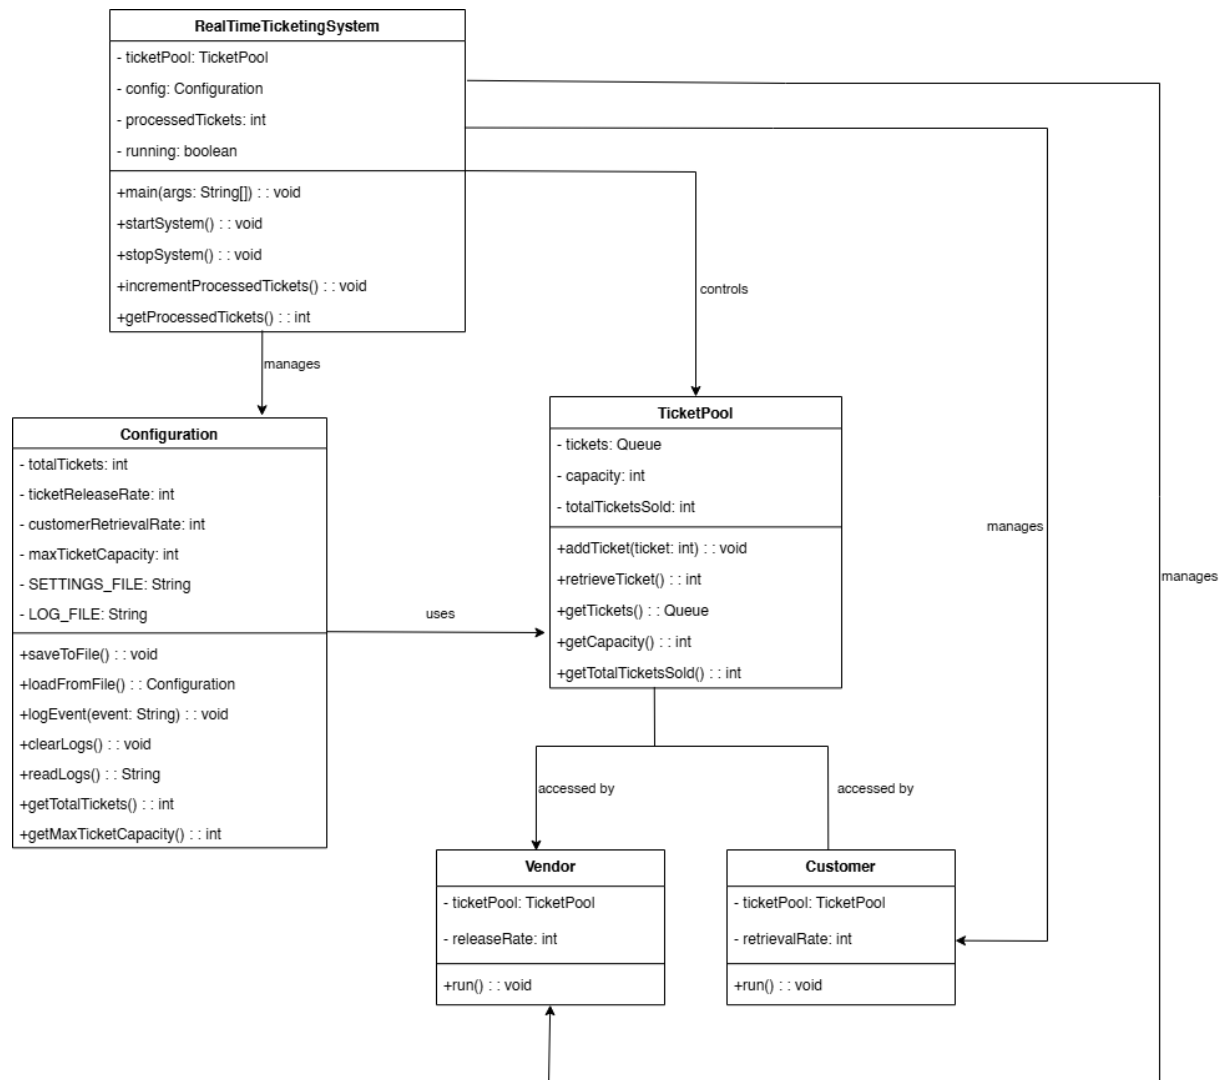 RealTimeTicketingSystem
- ticketPool: TicketPool
- config: Configuration
- processedTickets: int
- running: boolean
+main(args: String[]) : : void
+startSystem() : : void
+stopSystem() : : void
+incrementProcessedTickets() : : void
+getProcessedTickets() : : int
controls
manages
TicketPool
- tickets: Queue
- capacity: int
- totalTicketsSold: int
+addTicket(ticket: int) : : void
+retrieveTicket() : : int
+getTickets() : : Queue
+getCapacity() : : int
+getTotalTicketsSold() : : int
Configuration
- totalTickets: int
- ticketReleaseRate: int
- customerRetrievalRate: int
- maxTicketCapacity: int
- SETTINGS_FILE: String
- LOG_FILE: String
+saveToFile() : : void
+loadFromFile() : : Configuration
+logEvent(event: String) : : void
+clearLogs() : : void
+readLogs() : : String
+getTotalTickets() : : int
+getMaxTicketCapacity() : : int
uses
manages
manages
accessed by
accessed by
Vendor
- ticketPool: TicketPool
- releaseRate: int
+run() : : void
Customer
- ticketPool: TicketPool
- retrievalRate: int
+run() : : void